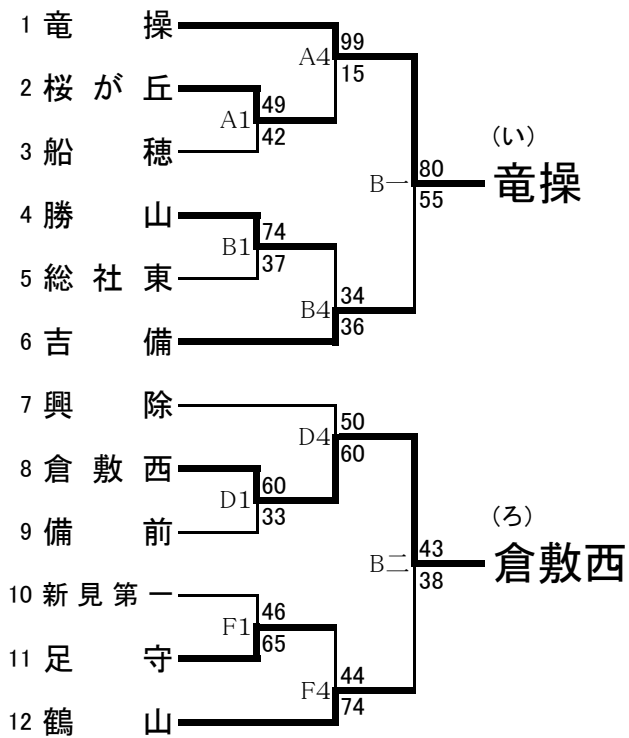 1 竜操
99
A4
15
2 桜が丘
49
A1
42
3 船穂
(い)
80
B一 竜操
55
4 勝山
74
B1
37
5 総社東
34
B4
36
6 吉備
7 興除
50
D4
60
8 倉敷西
60
D1
33
9 備前
(ろ)
43
B二 倉敷西
38
10 新見第一
46
F1
65
11 足守
44
F4
74
12 鶴山